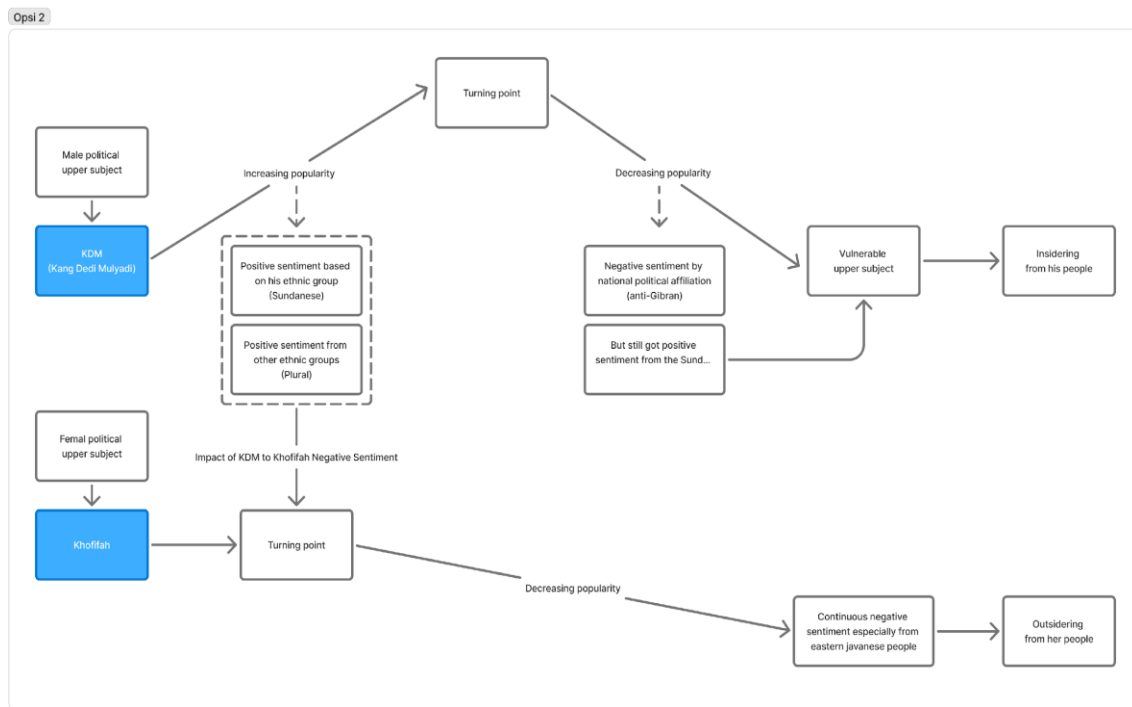 Opsi 2
Turning point
Male political
upper subject
Increasing popularity
Decreasing popularity
KDM
(Kang Dedi Mulyadi)
Positive sentiment based
on his ethnic group
(Sundanese)
Positive sentiment from
other ethnic groups
(Plural)
Negative sentiment by
national political affiliation
(anti-Gibran)
But still got positive
sentiment from the Sund...
Vulnerable
upper subject
Insidering
from his people
Femal political
upper subject
Impact of KDM to Khofifah Negative Sentiment
Khofifah
Turning point
Decreasing popularity
Continuous negative
sentiment especially from
eastern javanese people
Outsidering
from her people